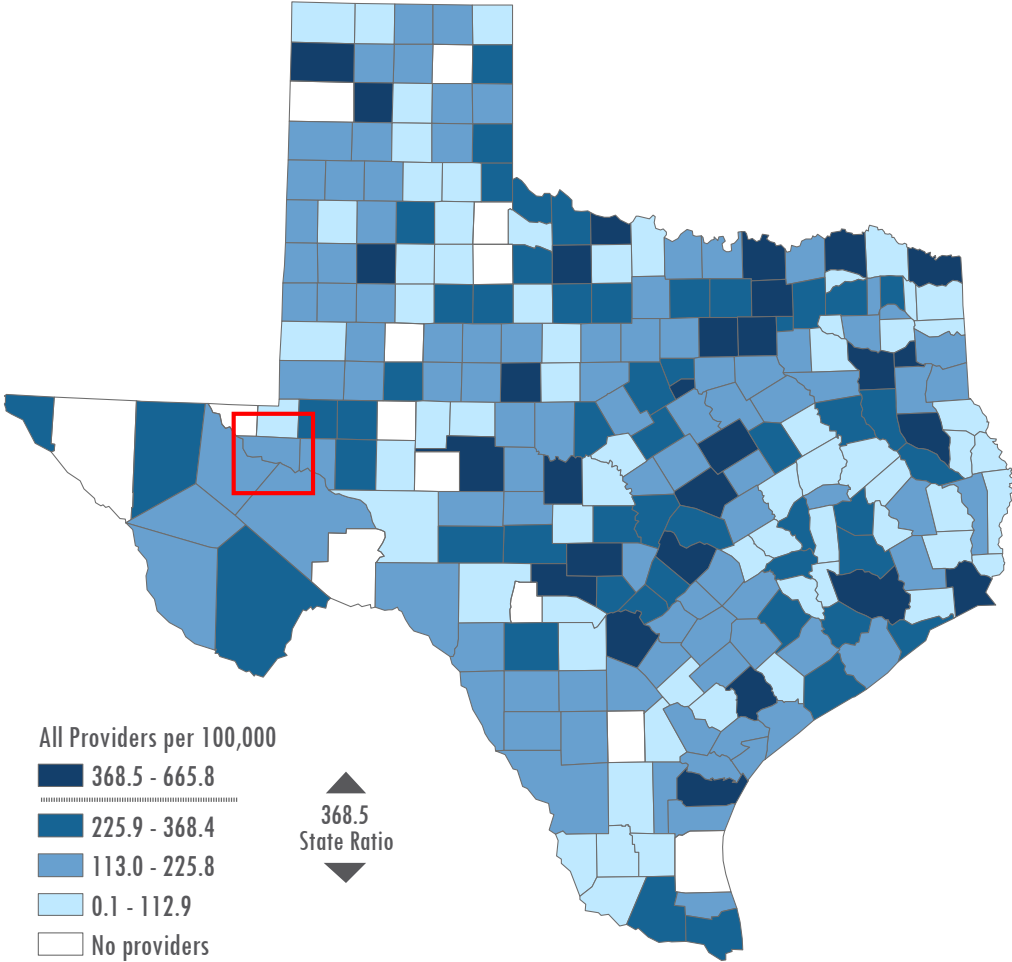 All Providers per 100,000
368.5 - 665.8
225.9 - 368.4
113.0 - 225.8
0.1 - 112.9
No providers
368.5
State Ratio